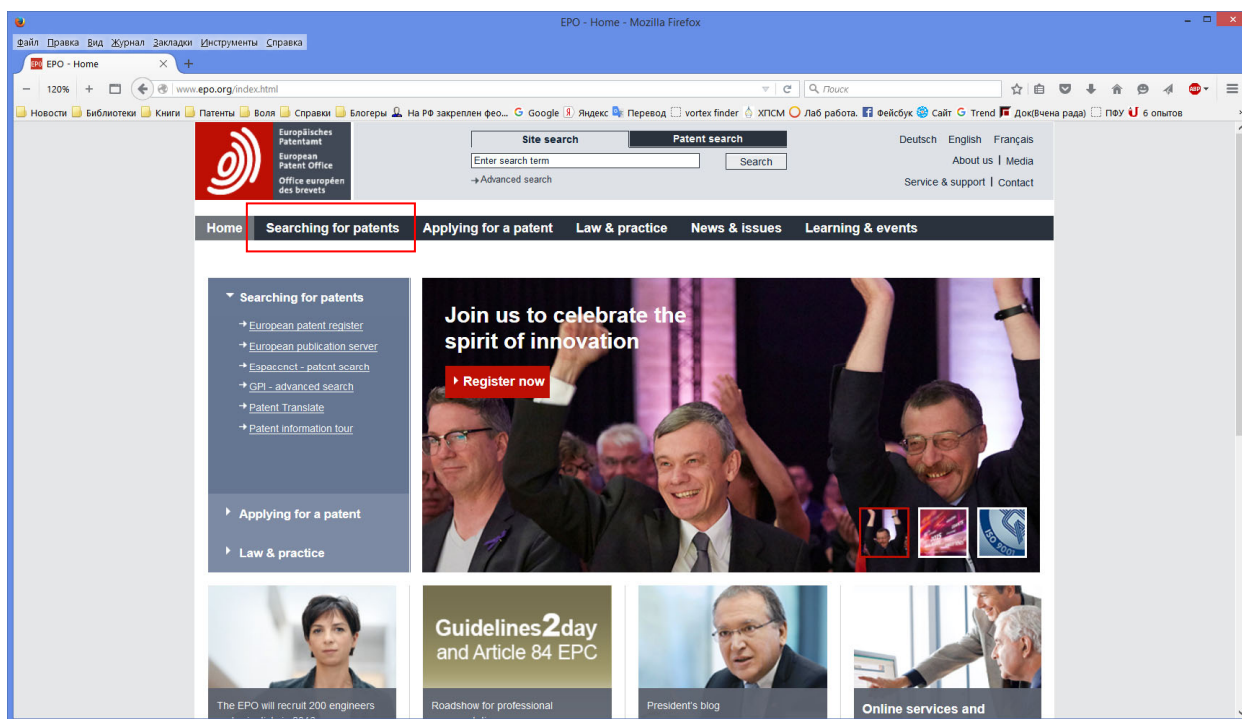 EPO - Home - Mozilla Firefox
Файл Правка Вид Журнал Закладки Инструменты Справка
EPO EPO - Home
120% www.epo.org/index.html Поиск ABP
Новости Библиотеки Книги Патенты Воля Справки Блогеры На РФ закреплен фео... Google Яндекс Перевод vortex finder ХПСМ Лаб работа. Фейсбук Сайт Trend Док(Вчена рада) ПФУ 6 опытов
Europäisches
Patentamt
European
Patent Office
Office européen
des brevets
Site search Patent search
Enter search term Search
Advanced search
Deutsch English Français
About us | Media
Service & support | Contact
Home Searching for patents Applying for a patent Law & practice News & issues Learning & events
Searching for patents
European patent register
European publication server
Espacenet - patent search
GPI - advanced search
Patent Translate
Patent information tour
Applying for a patent
Law & practice
Join us to celebrate the
spirit of innovation
Register now
ISO 9001
The EPO will recruit 200 engineers
Guidelines2day
and Article 84 EPC
Roadshow for professional
President's blog
Online services and